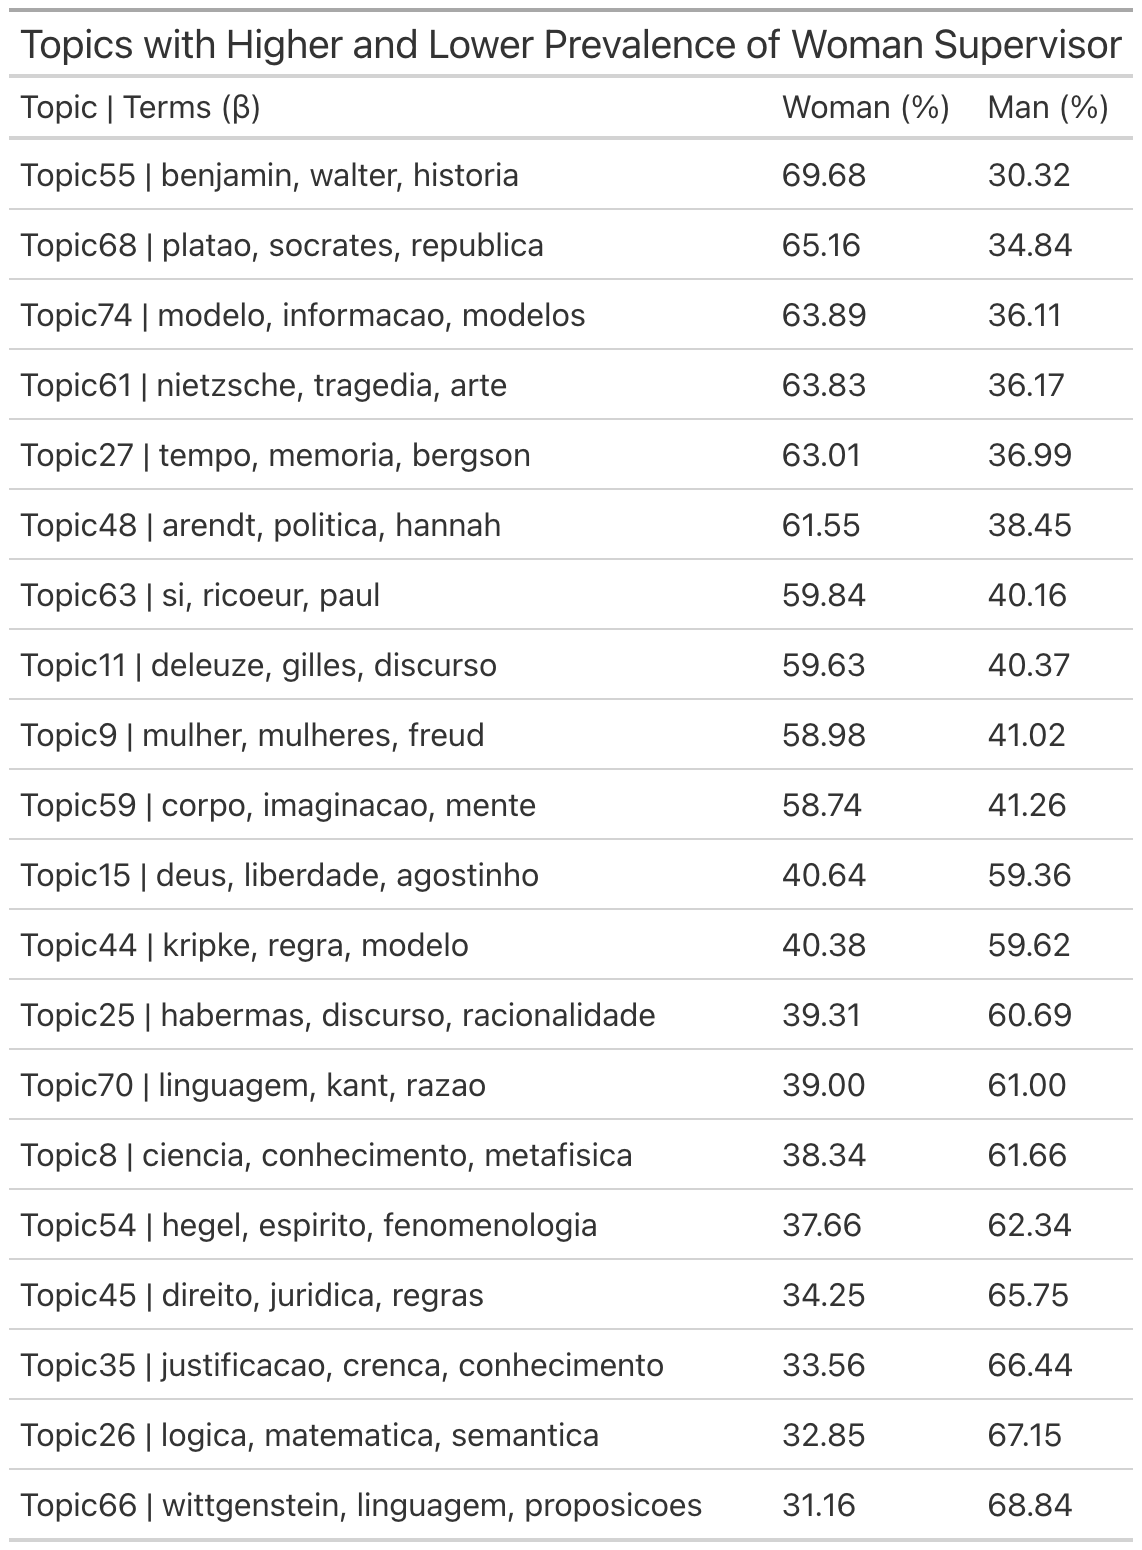 Topics with Higher and Lower Prevalence of Woman Supervisor
Topic | Terms (β) Woman (%) Man (%)
Topic55 | benjamin, walter, historia 69.68 30.32
Topic68 | platao, socrates, republica 65.16 34.84
Topic74 | modelo, informacao, modelos 63.89 36.11
Topic61 | nietzsche, tragedia, arte 63.83 36.17
Topic27 | tempo, memoria, bergson 63.01 36.99
Topic48 | arendt, politica, hannah 61.55 38.45
Topic63 | si, ricoeur, paul 59.84 40.16
Topic11 | deleuze, gilles, discurso 59.63 40.37
Topic9 | mulher, mulheres, freud 58.98 41.02
Topic59 | corpo, imaginacao, mente 58.74 41.26
Topic15 | deus, liberdade, agostinho 40.64 59.36
Topic44 | kripke, regra, modelo 40.38 59.62
Topic25 | habermas, discurso, racionalidade 39.31 60.69
Topic70 | linguagem, kant, razao 39.00 61.00
Topic8 | ciencia, conhecimento, metafisica 38.34 61.66
Topic54 | hegel, espirito, fenomenologia 37.66 62.34
Topic45 | direito, juridica, regras 34.25 65.75
Topic35 | justificacao, crenca, conhecimento 33.56 66.44
Topic26 | logica, matematica, semantica 32.85 67.15
Topic66 | wittgenstein, linguagem, proposicoes 31.16 68.84